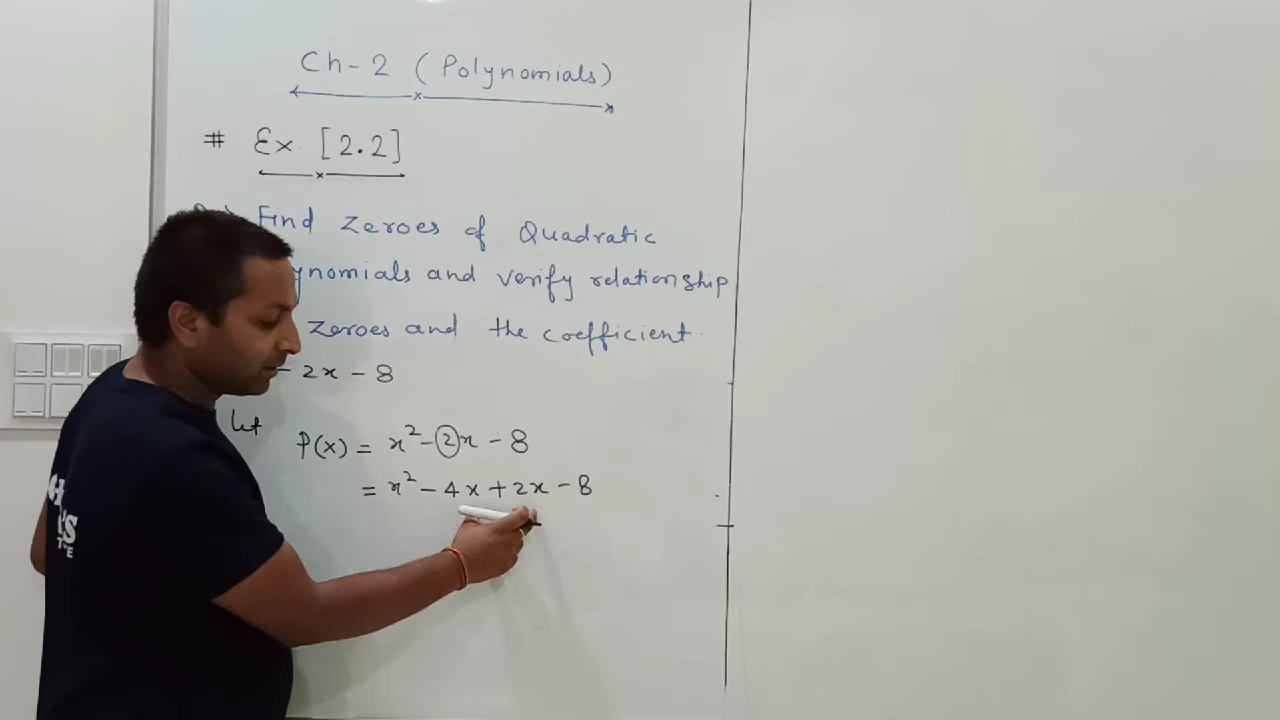 Ch-2 (Polynomials)
# Ex [2.2]
Find zeroes of Quadratic
ynomials and verify relationship
zeroes and the coefficient.
- 2x - 8
Let
P(x) = x² - 2x - 8
= x² - 4x + 2x - 8